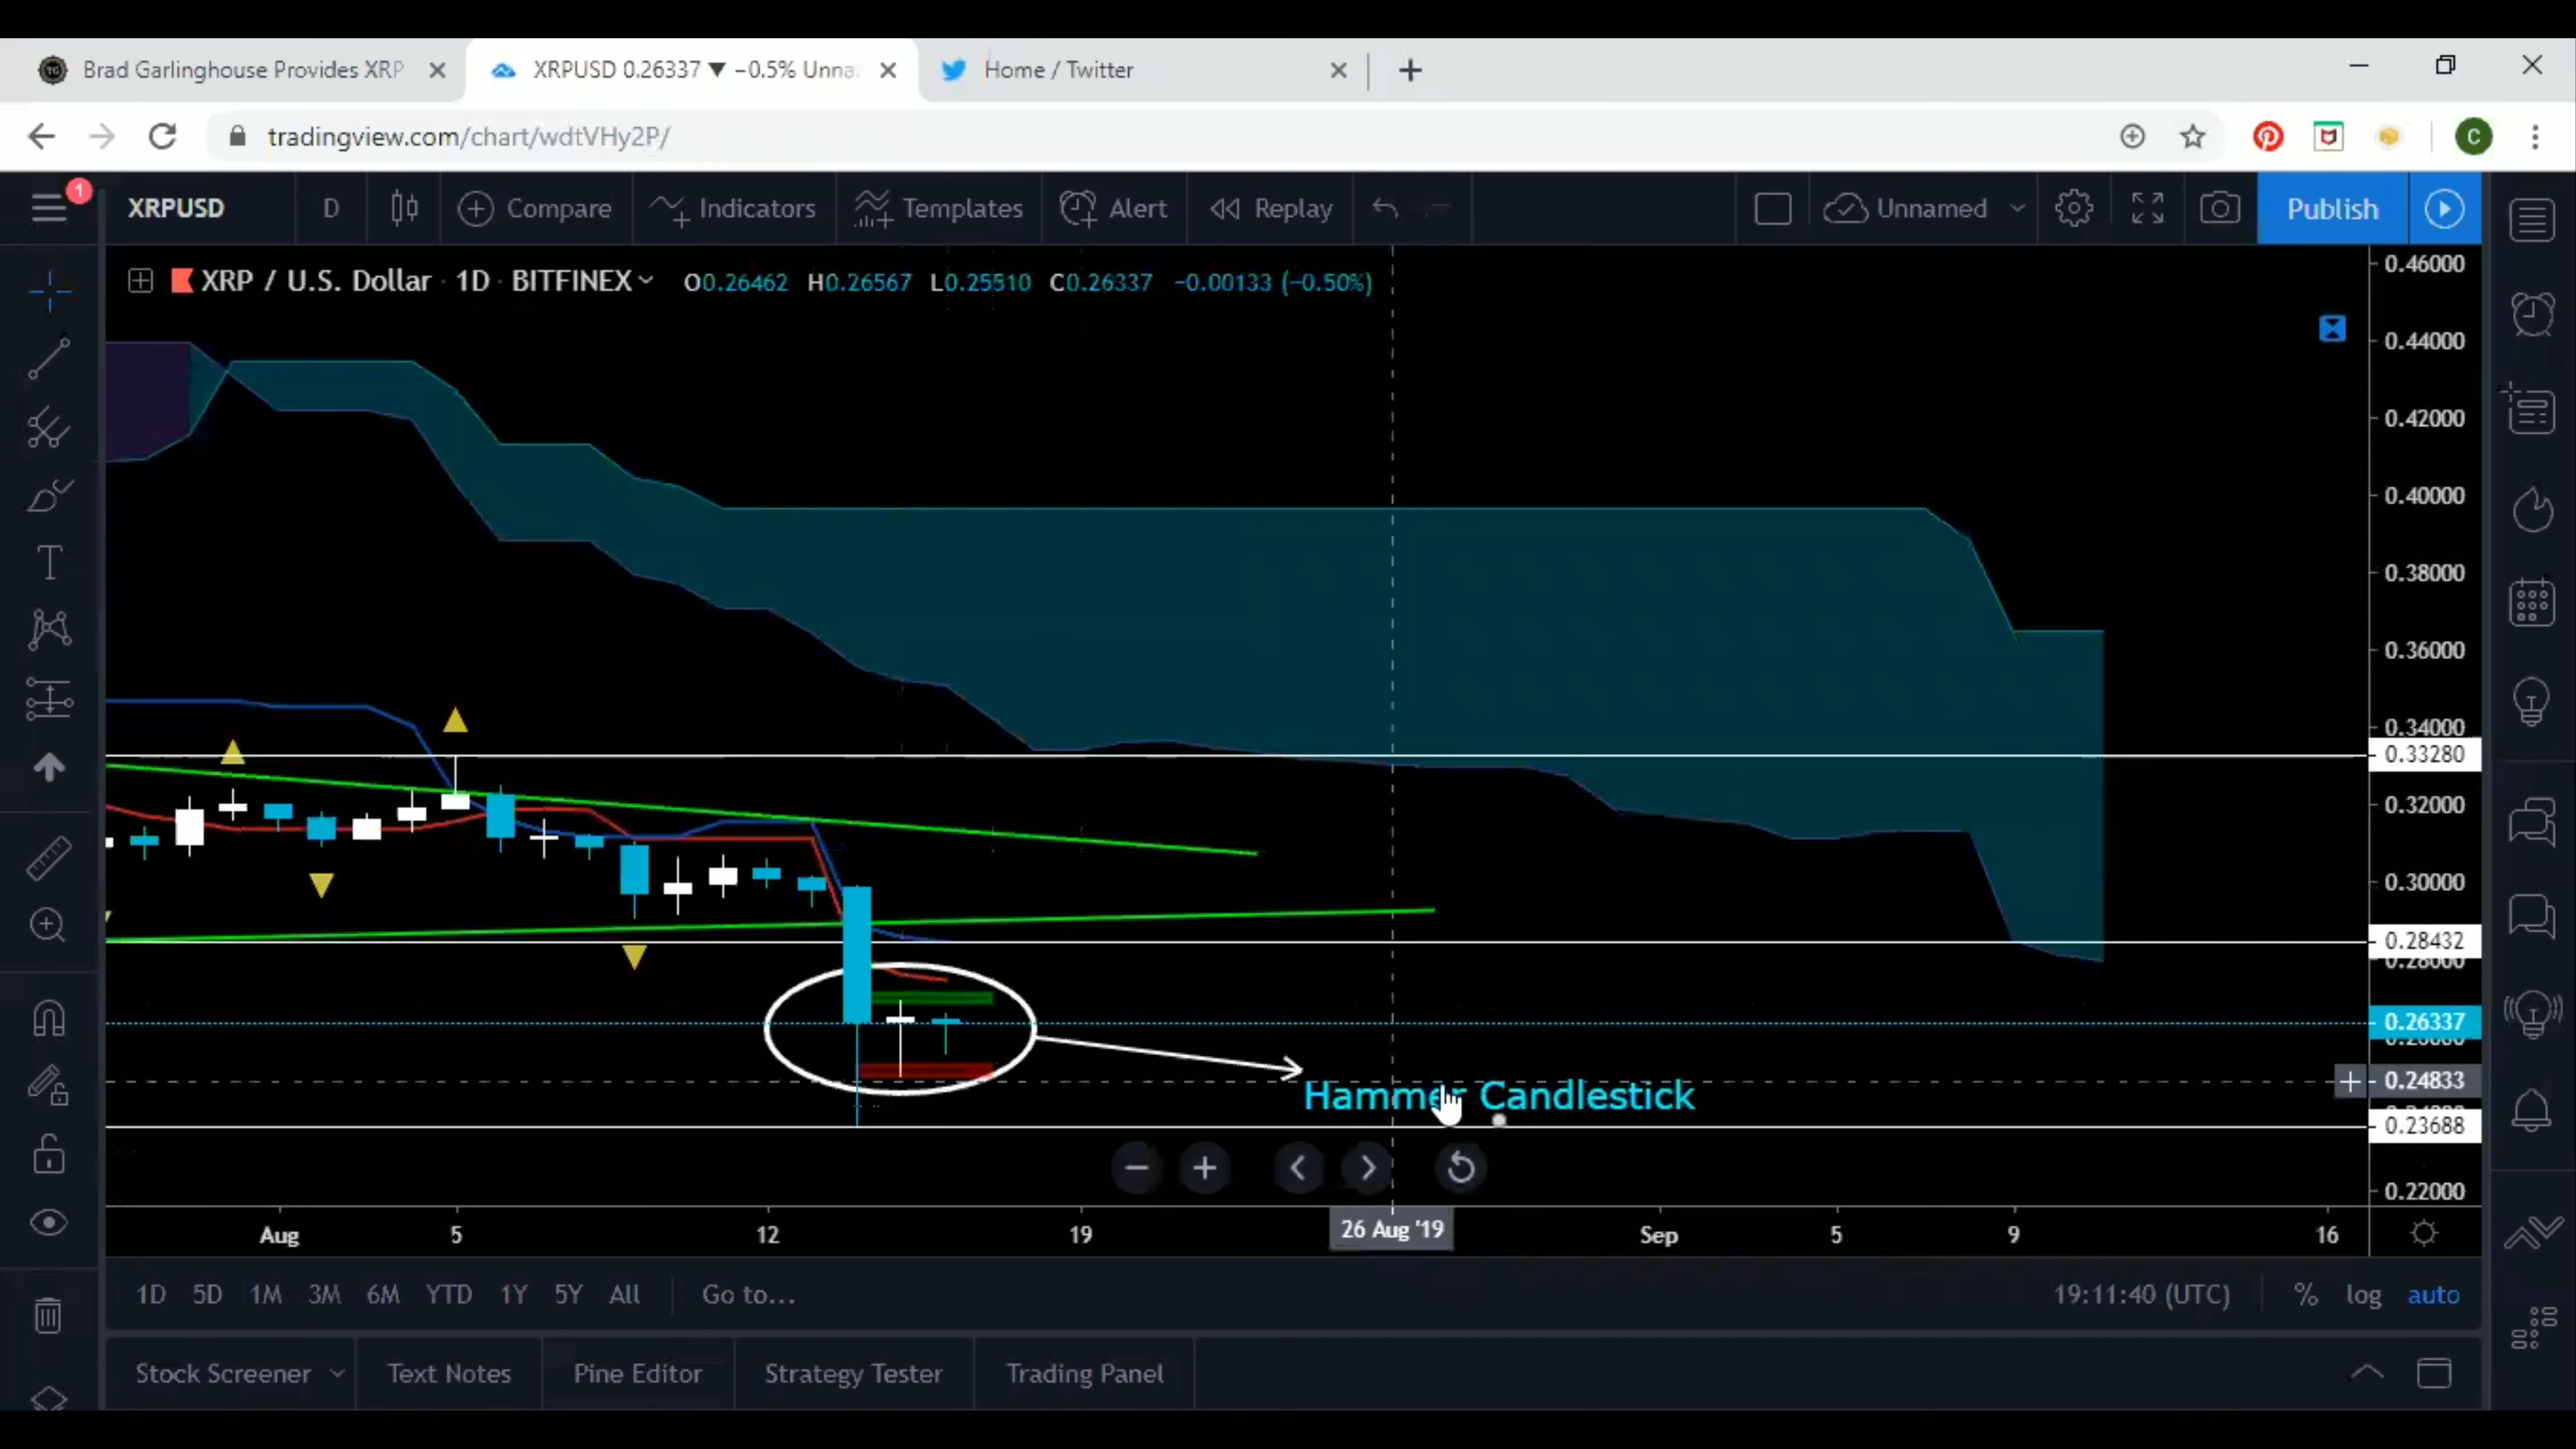 Brad Garlinghouse Provides XRP
XRPUSD 0.26337 ▼ −0.5% Unna
Home / Twitter
tradingview.com/chart/wdtVHy2P/
C
1
XRPUSD
D
Compare
Indicators
Templates
Alert
Replay
Unnamed
Publish
XRP / U.S. Dollar · 1D · BITFINEX
O0.26462 H0.26567 L0.25510 C0.26337 −0.00133 (−0.50%)
0.46000
0.44000
0.42000
0.40000
0.38000
0.36000
0.34000
0.33280
0.32000
0.30000
0.28432
0.28000
0.26337
0.24833
0.23688
0.22000
Hammer Candlestick
Aug 5 12 19 26 Aug '19 Sep 5 9 16
1D 5D 1M 3M 6M YTD 1Y 5Y All Go to...
19:11:40 (UTC) % log auto
Stock Screener Text Notes Pine Editor Strategy Tester Trading Panel